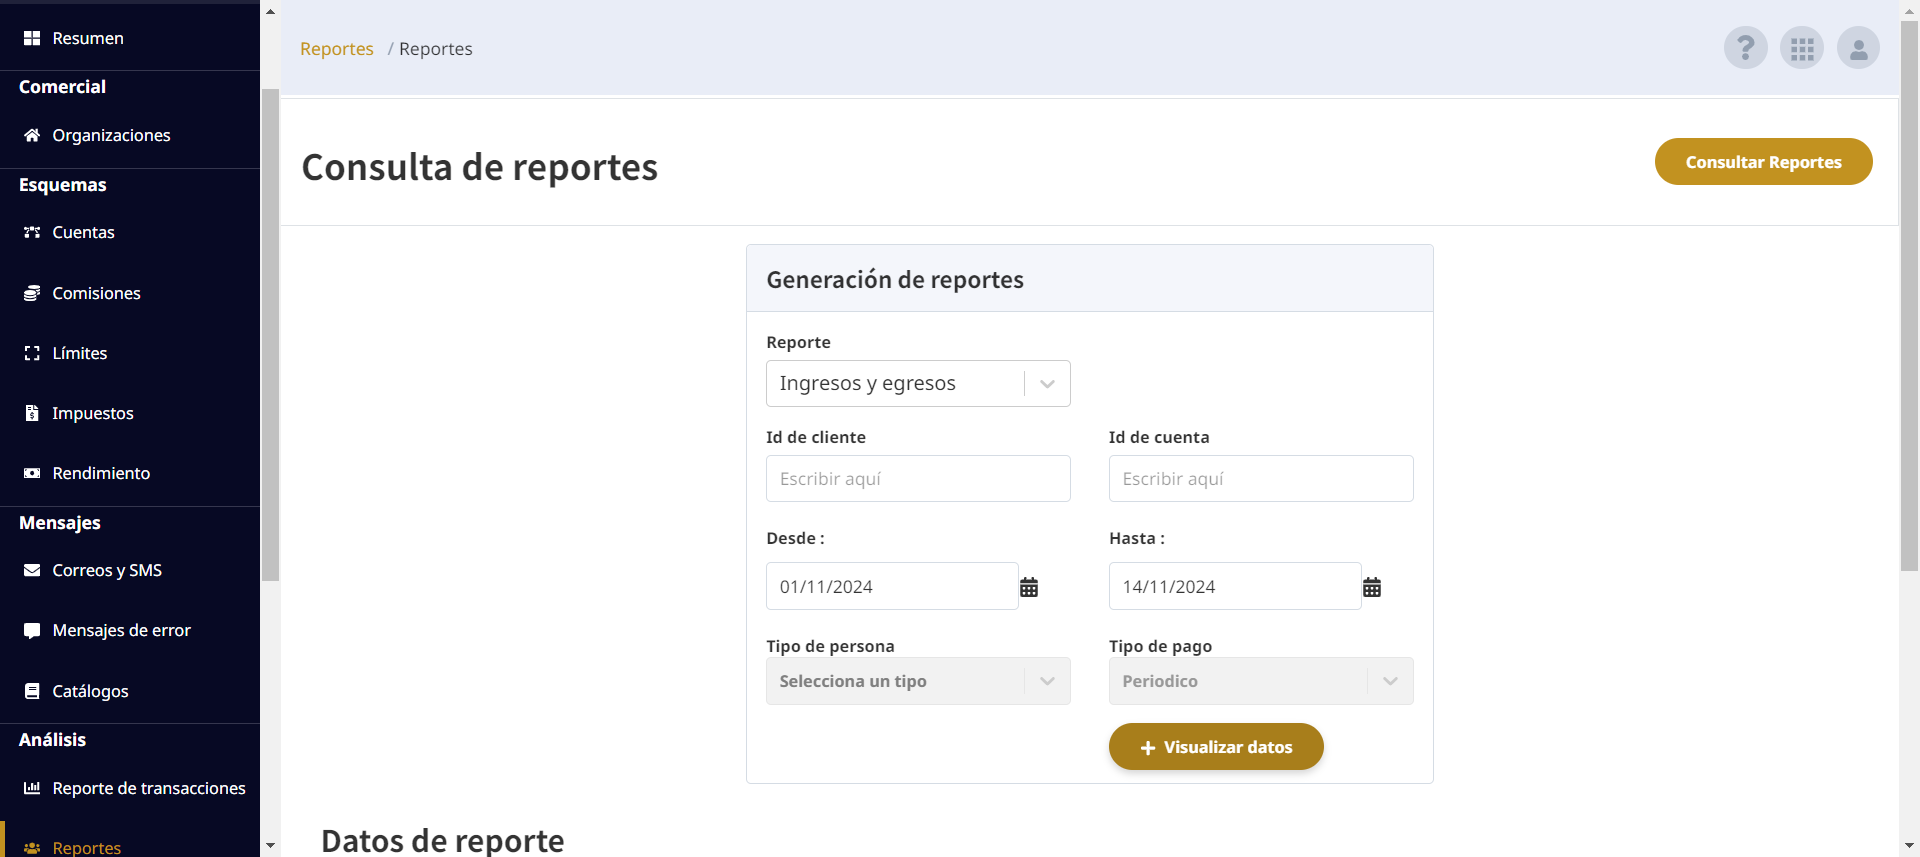 Resumen
Comercial
Organizaciones
Esquemas
Cuentas
Comisiones
Límites
Impuestos
Rendimiento
Mensajes
Correos y SMS
Mensajes de error
Catálogos
Análisis
Reporte de transacciones
Reportes
Reportes / Reportes
Consulta de reportes
Consultar Reportes
Generación de reportes
Reporte
Ingresos y egresos
Id de cliente
Id de cuenta
Escribir aquí
Escribir aquí
Desde :
Hasta :
01/11/2024
14/11/2024
Tipo de persona
Tipo de pago
Selecciona un tipo
Periodico
+ Visualizar datos
Datos de reporte